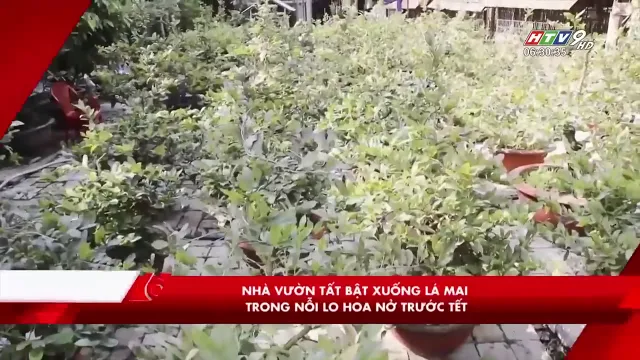 HTV9 HD
06:30:35
NHÀ VƯỜN TẤT BẬT XUỐNG LÁ MAI
TRONG NỖI LO HOA NỞ TRƯỚC TẾT